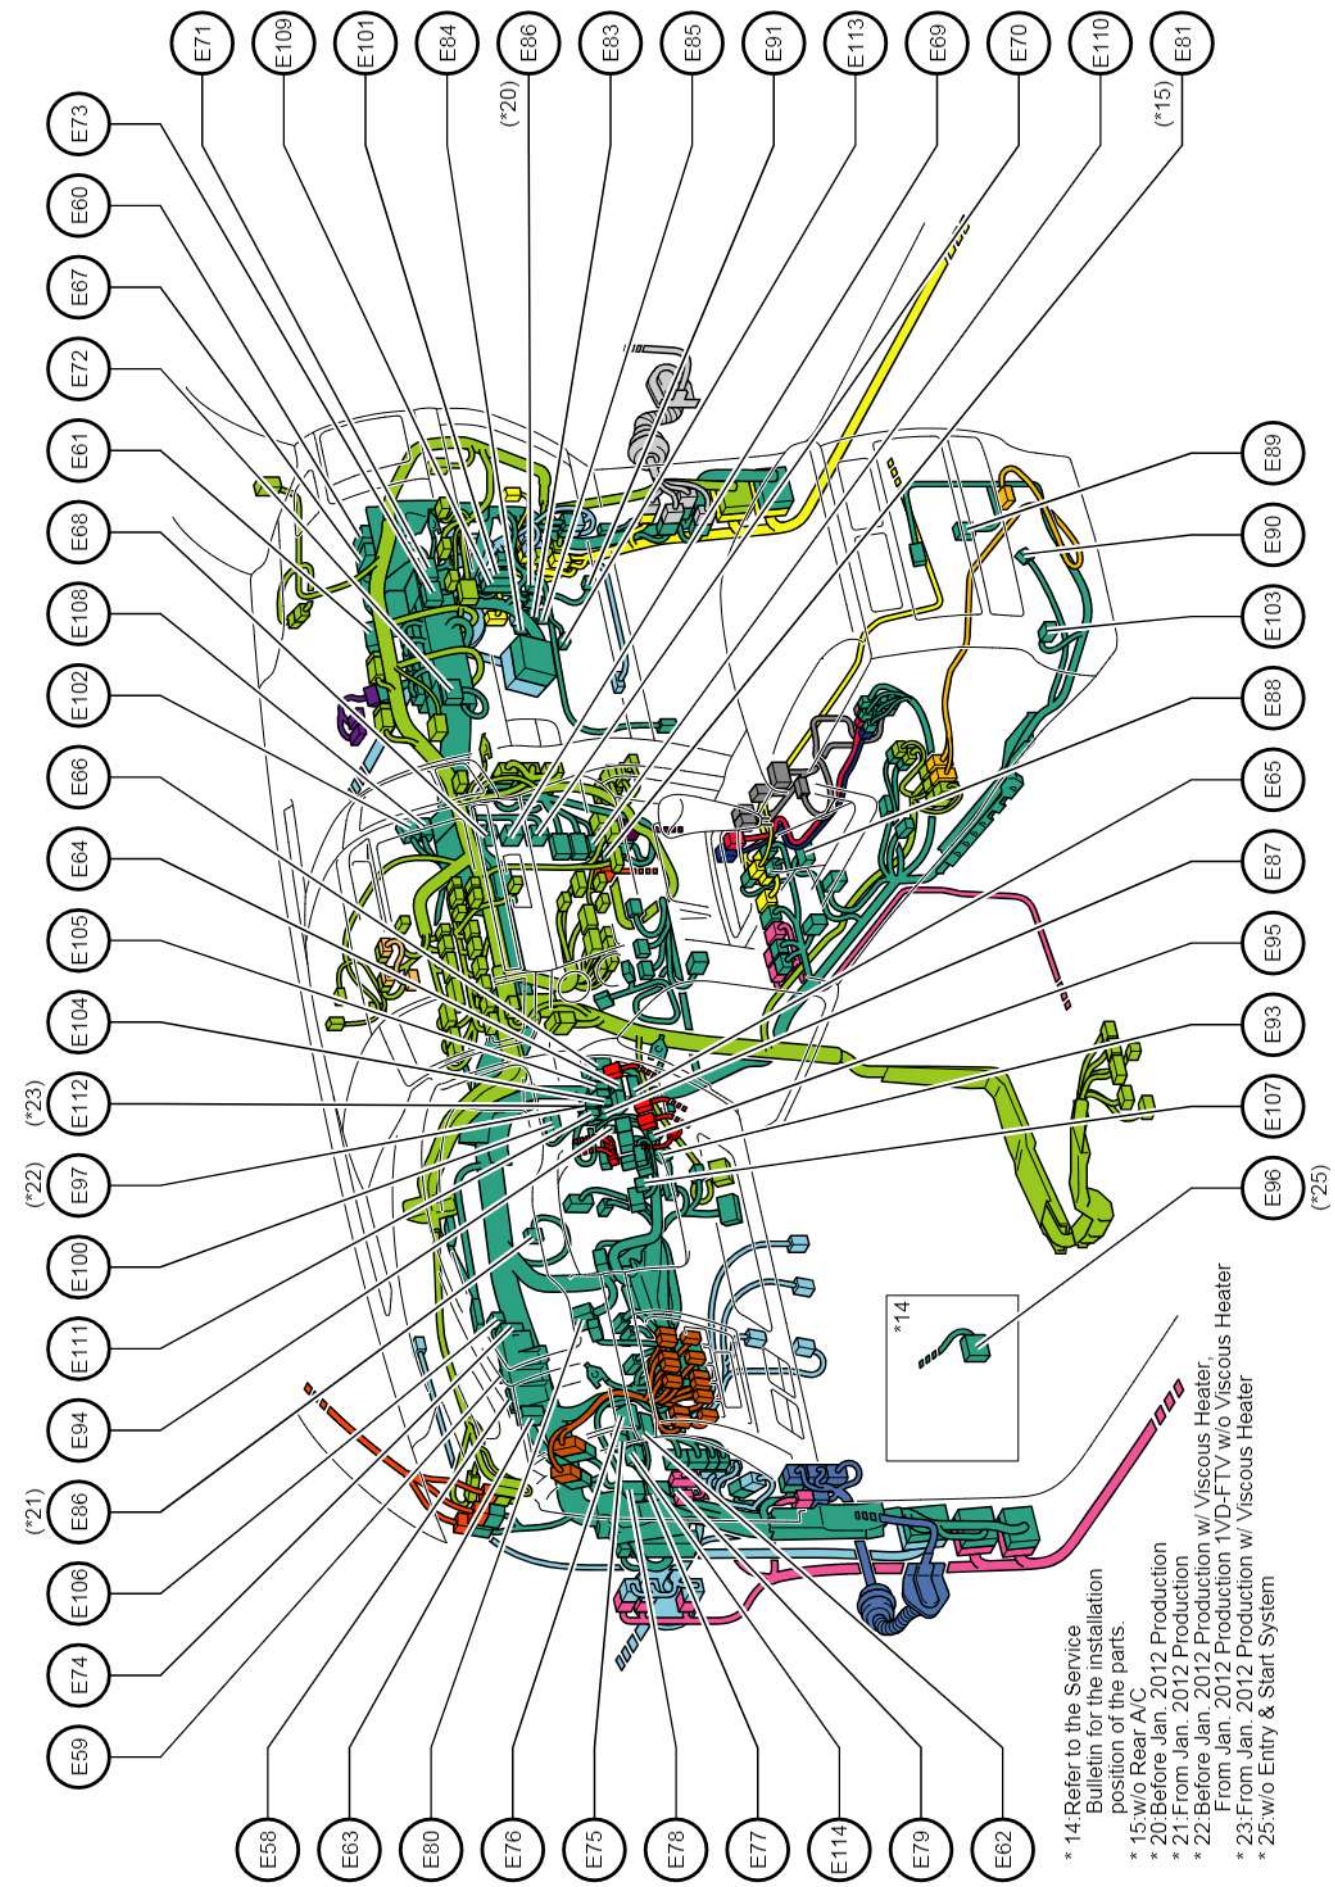 E58
E63
E80
E76
E75
E78
E77
E114
E79
E62
E59
E74
E106
E86
(*21)
E94
E111
E100
E97
(*22)
E112
(*23)
E104
E105
E64
E66
E102
E108
E68
E61
E72
E67
E60
E73
E71
E109
E101
E84
E86
(*20)
E83
E85
E91
E113
E69
E70
E110
E81
(*15)
E89
E90
E103
E88
E65
E87
E95
E93
E107
E96
(*25)
*14
* 14:Refer to the Service
Bulletin for the installation
position of the parts.
* 15:w/o Rear A/C
* 20:Before Jan. 2012 Production
* 21:From Jan. 2012 Production
* 22:Before Jan. 2012 Production w/ Viscous Heater,
From Jan. 2012 Production 1VD-FTV w/o Viscous Heater
* 23:From Jan. 2012 Production w/ Viscous Heater
* 25:w/o Entry & Start System